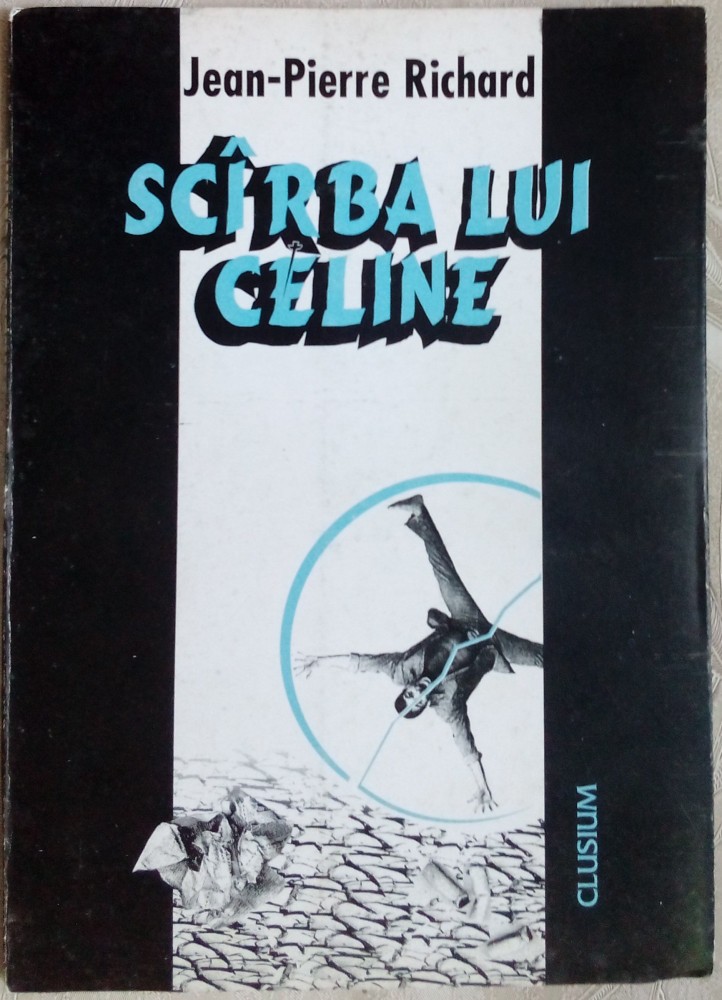 Jean-Pierre Richard
SCÎRBA LUI
CÉLINE
CLUSIUM